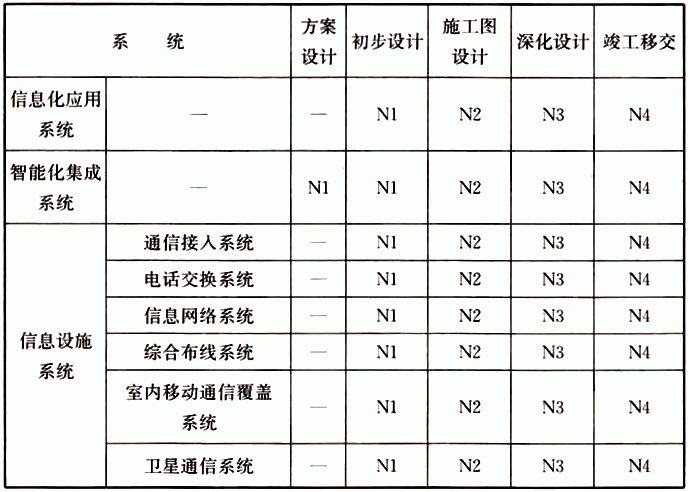 系 统 方案设计 初步设计 施工图设计 深化设计 竣工移交
信息化应用系统 — — N1 N2 N3 N4
智能化集成系统 — N1 N1 N2 N3 N4
信息设施系统 通信接入系统 — N1 N2 N3 N4
电话交换系统 — N1 N2 N3 N4
信息网络系统 — N1 N2 N3 N4
综合布线系统 — N1 N2 N3 N4
室内移动通信覆盖系统 — N1 N2 N3 N4
卫星通信系统 — N1 N2 N3 N4